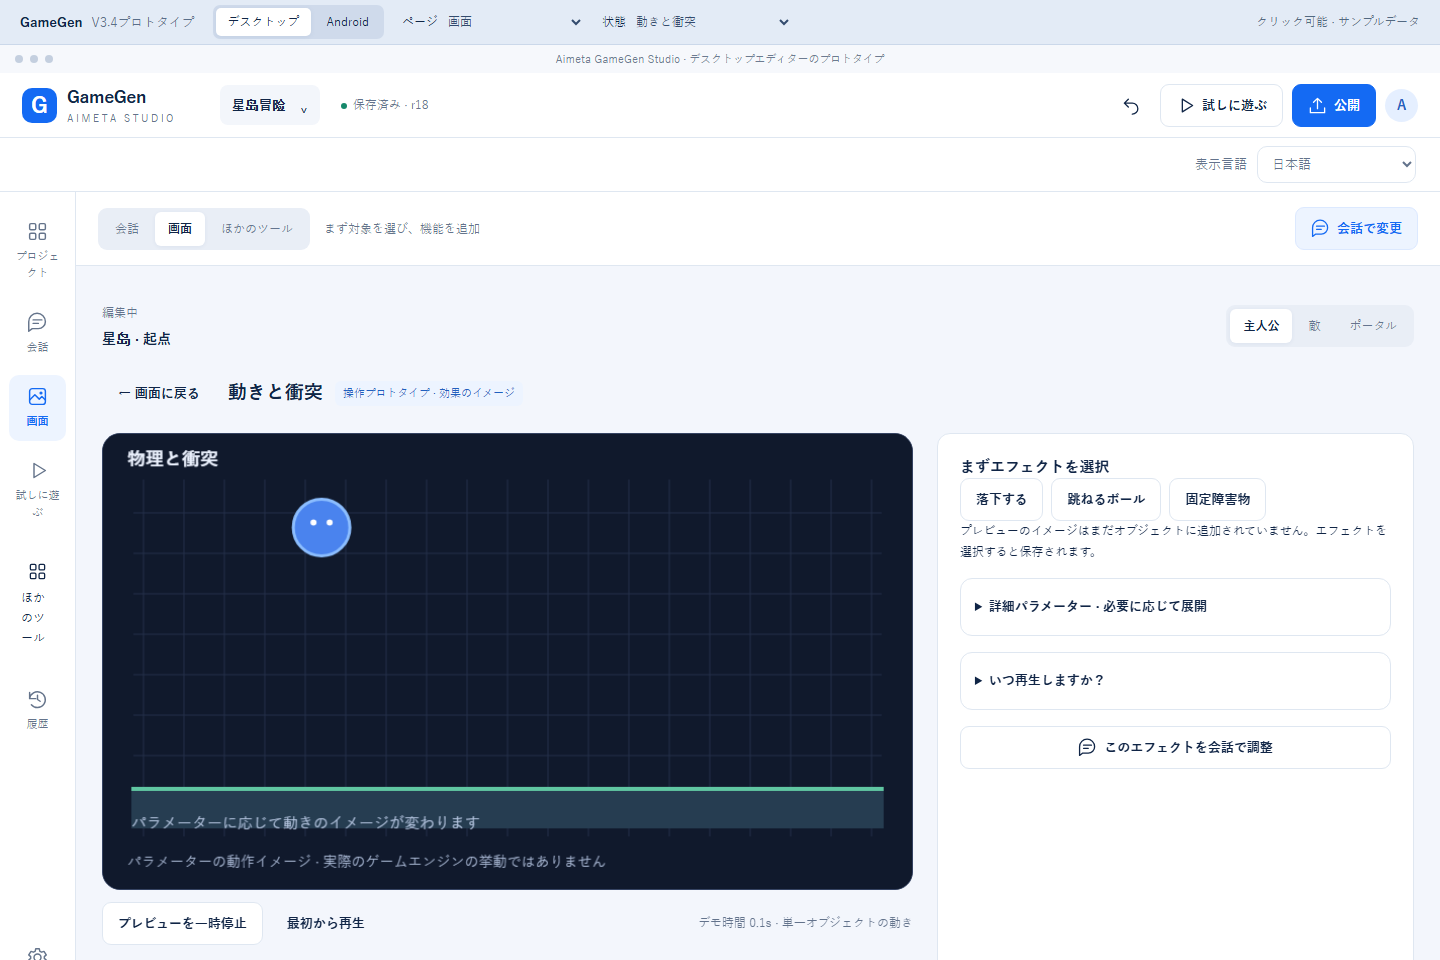 GameGen V3.4プロトタイプ デスクトップ Android ページ 画面 状態 動きと衝突 クリック可能 · サンプルデータ
Aimeta GameGen Studio · デスクトップエディターのプロトタイプ
G GameGen
AIMETA STUDIO
星岛冒险
保存済み · r18
試しに遊ぶ
公開
A
表示言語 日本語
プロジェクト
会話
画面
試しに遊ぶ
ほかのツール
履歴
会話 画面 ほかのツール まず対象を選び、機能を追加
会話で変更
編集中
星岛 · 起点
主人公 敵 ポータル
← 画面に戻る 動きと衝突 操作プロトタイプ · 効果のイメージ
物理と衝突
パラメーターに応じて動きのイメージが変わります
パラメーターの動作イメージ · 実際のゲームエンジンの挙動ではありません
プレビューを一時停止 最初から再生 デモ時間 0.1s · 単一オブジェクトの動き
まずエフェクトを選択
落下する 跳ねるボール 固定障害物
プレビューのイメージはまだオブジェクトに追加されていません。エフェクトを
選択すると保存されます。
▶ 詳細パラメーター · 必要に応じて展開
▶ いつ再生しますか？
このエフェクトを会話で調整